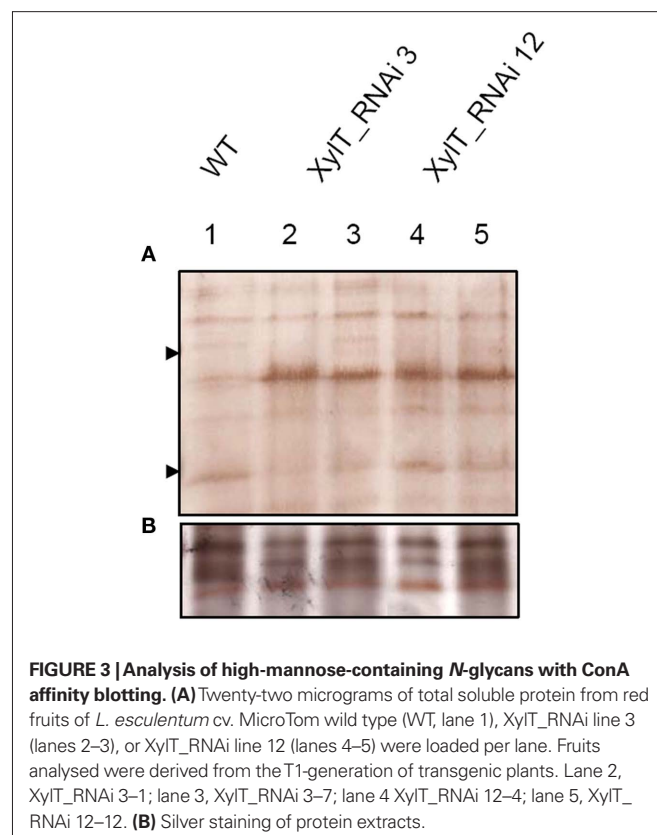 WT
XylT_RNAi 3
XylT_RNAi 12
1 2 3 4 5
A
B
FIGURE 3 | Analysis of high-mannose-containing N-glycans with ConA
affinity blotting. (A) Twenty-two micrograms of total soluble protein from red
fruits of L. esculentum cv. MicroTom wild type (WT, lane 1), XylT_RNAi line 3
(lanes 2–3), or XylT_RNAi line 12 (lanes 4–5) were loaded per lane. Fruits
analysed were derived from the T1-generation of transgenic plants. Lane 2,
XylT_RNAi 3–1; lane 3, XylT_RNAi 3–7; lane 4 XylT_RNAi 12–4; lane 5, XylT_
RNAi 12–12. (B) Silver staining of protein extracts.